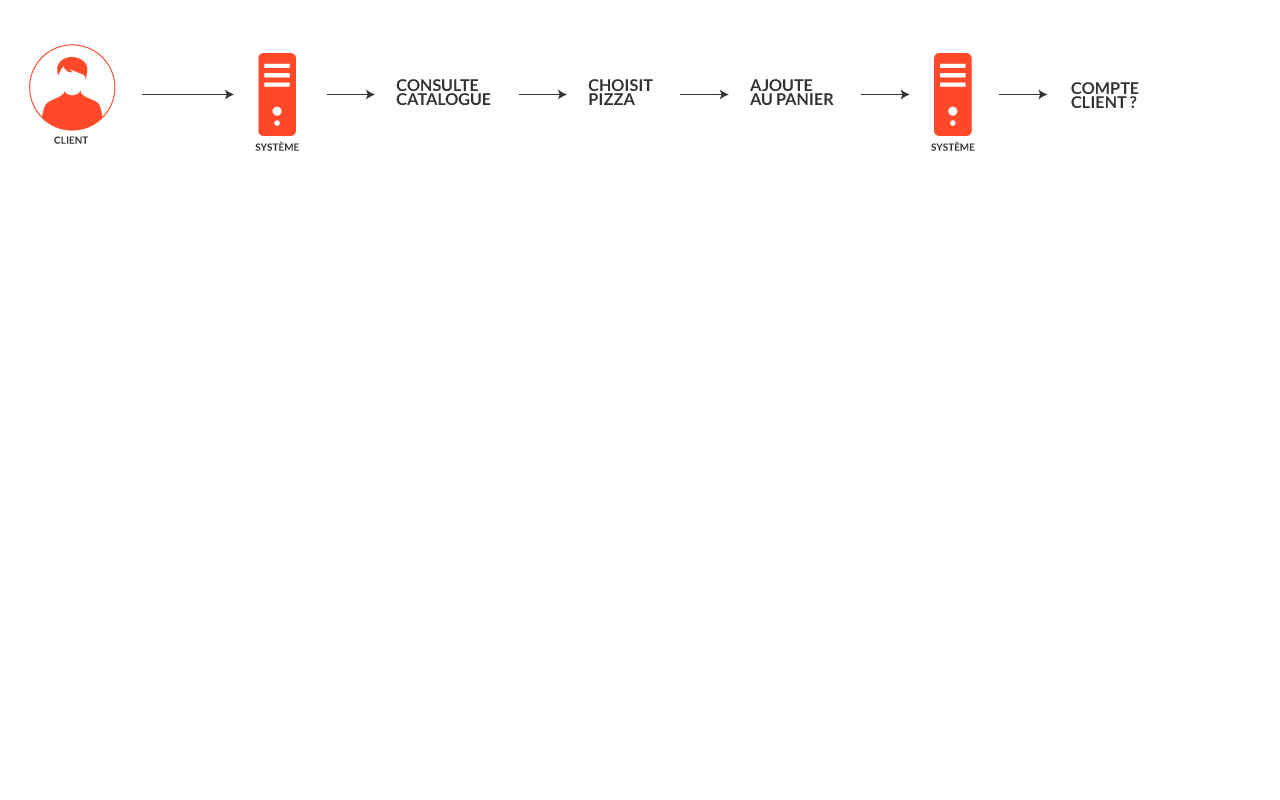 CLIENT
SYSTÈME
CONSULTE
CATALOGUE
CHOISIT
PIZZA
AJOUTE
AU PANIER
SYSTÈME
COMPTE
CLIENT ?